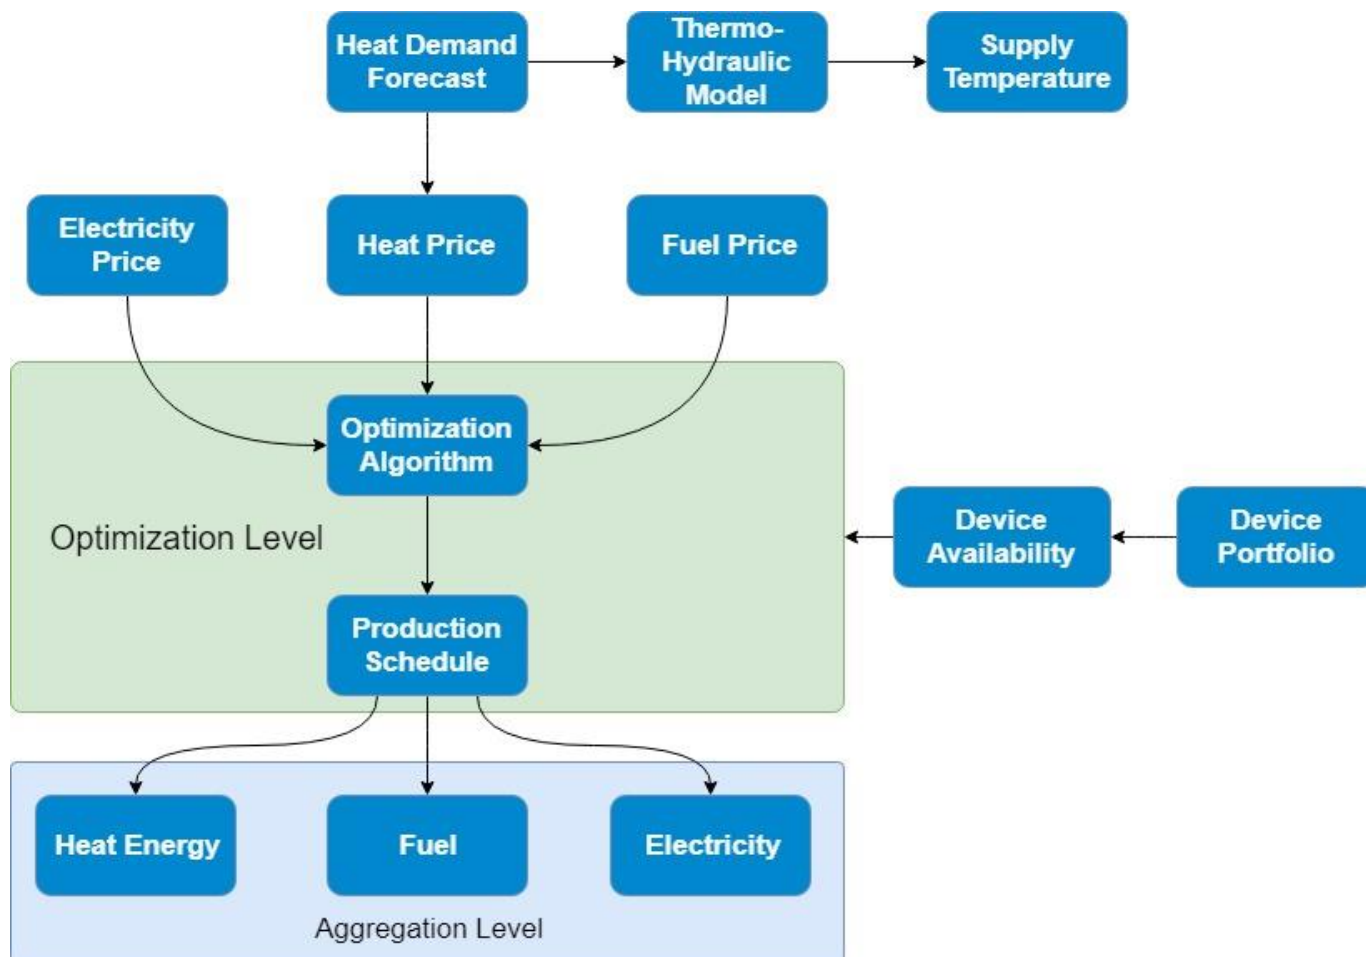 Heat Demand
Forecast
Thermo-
Hydraulic
Model
Supply
Temperature
Electricity
Price
Heat Price
Fuel Price
Optimization
Algorithm
Optimization Level
Device
Availability
Device
Portfolio
Production
Schedule
Heat Energy
Fuel
Electricity
Aggregation Level